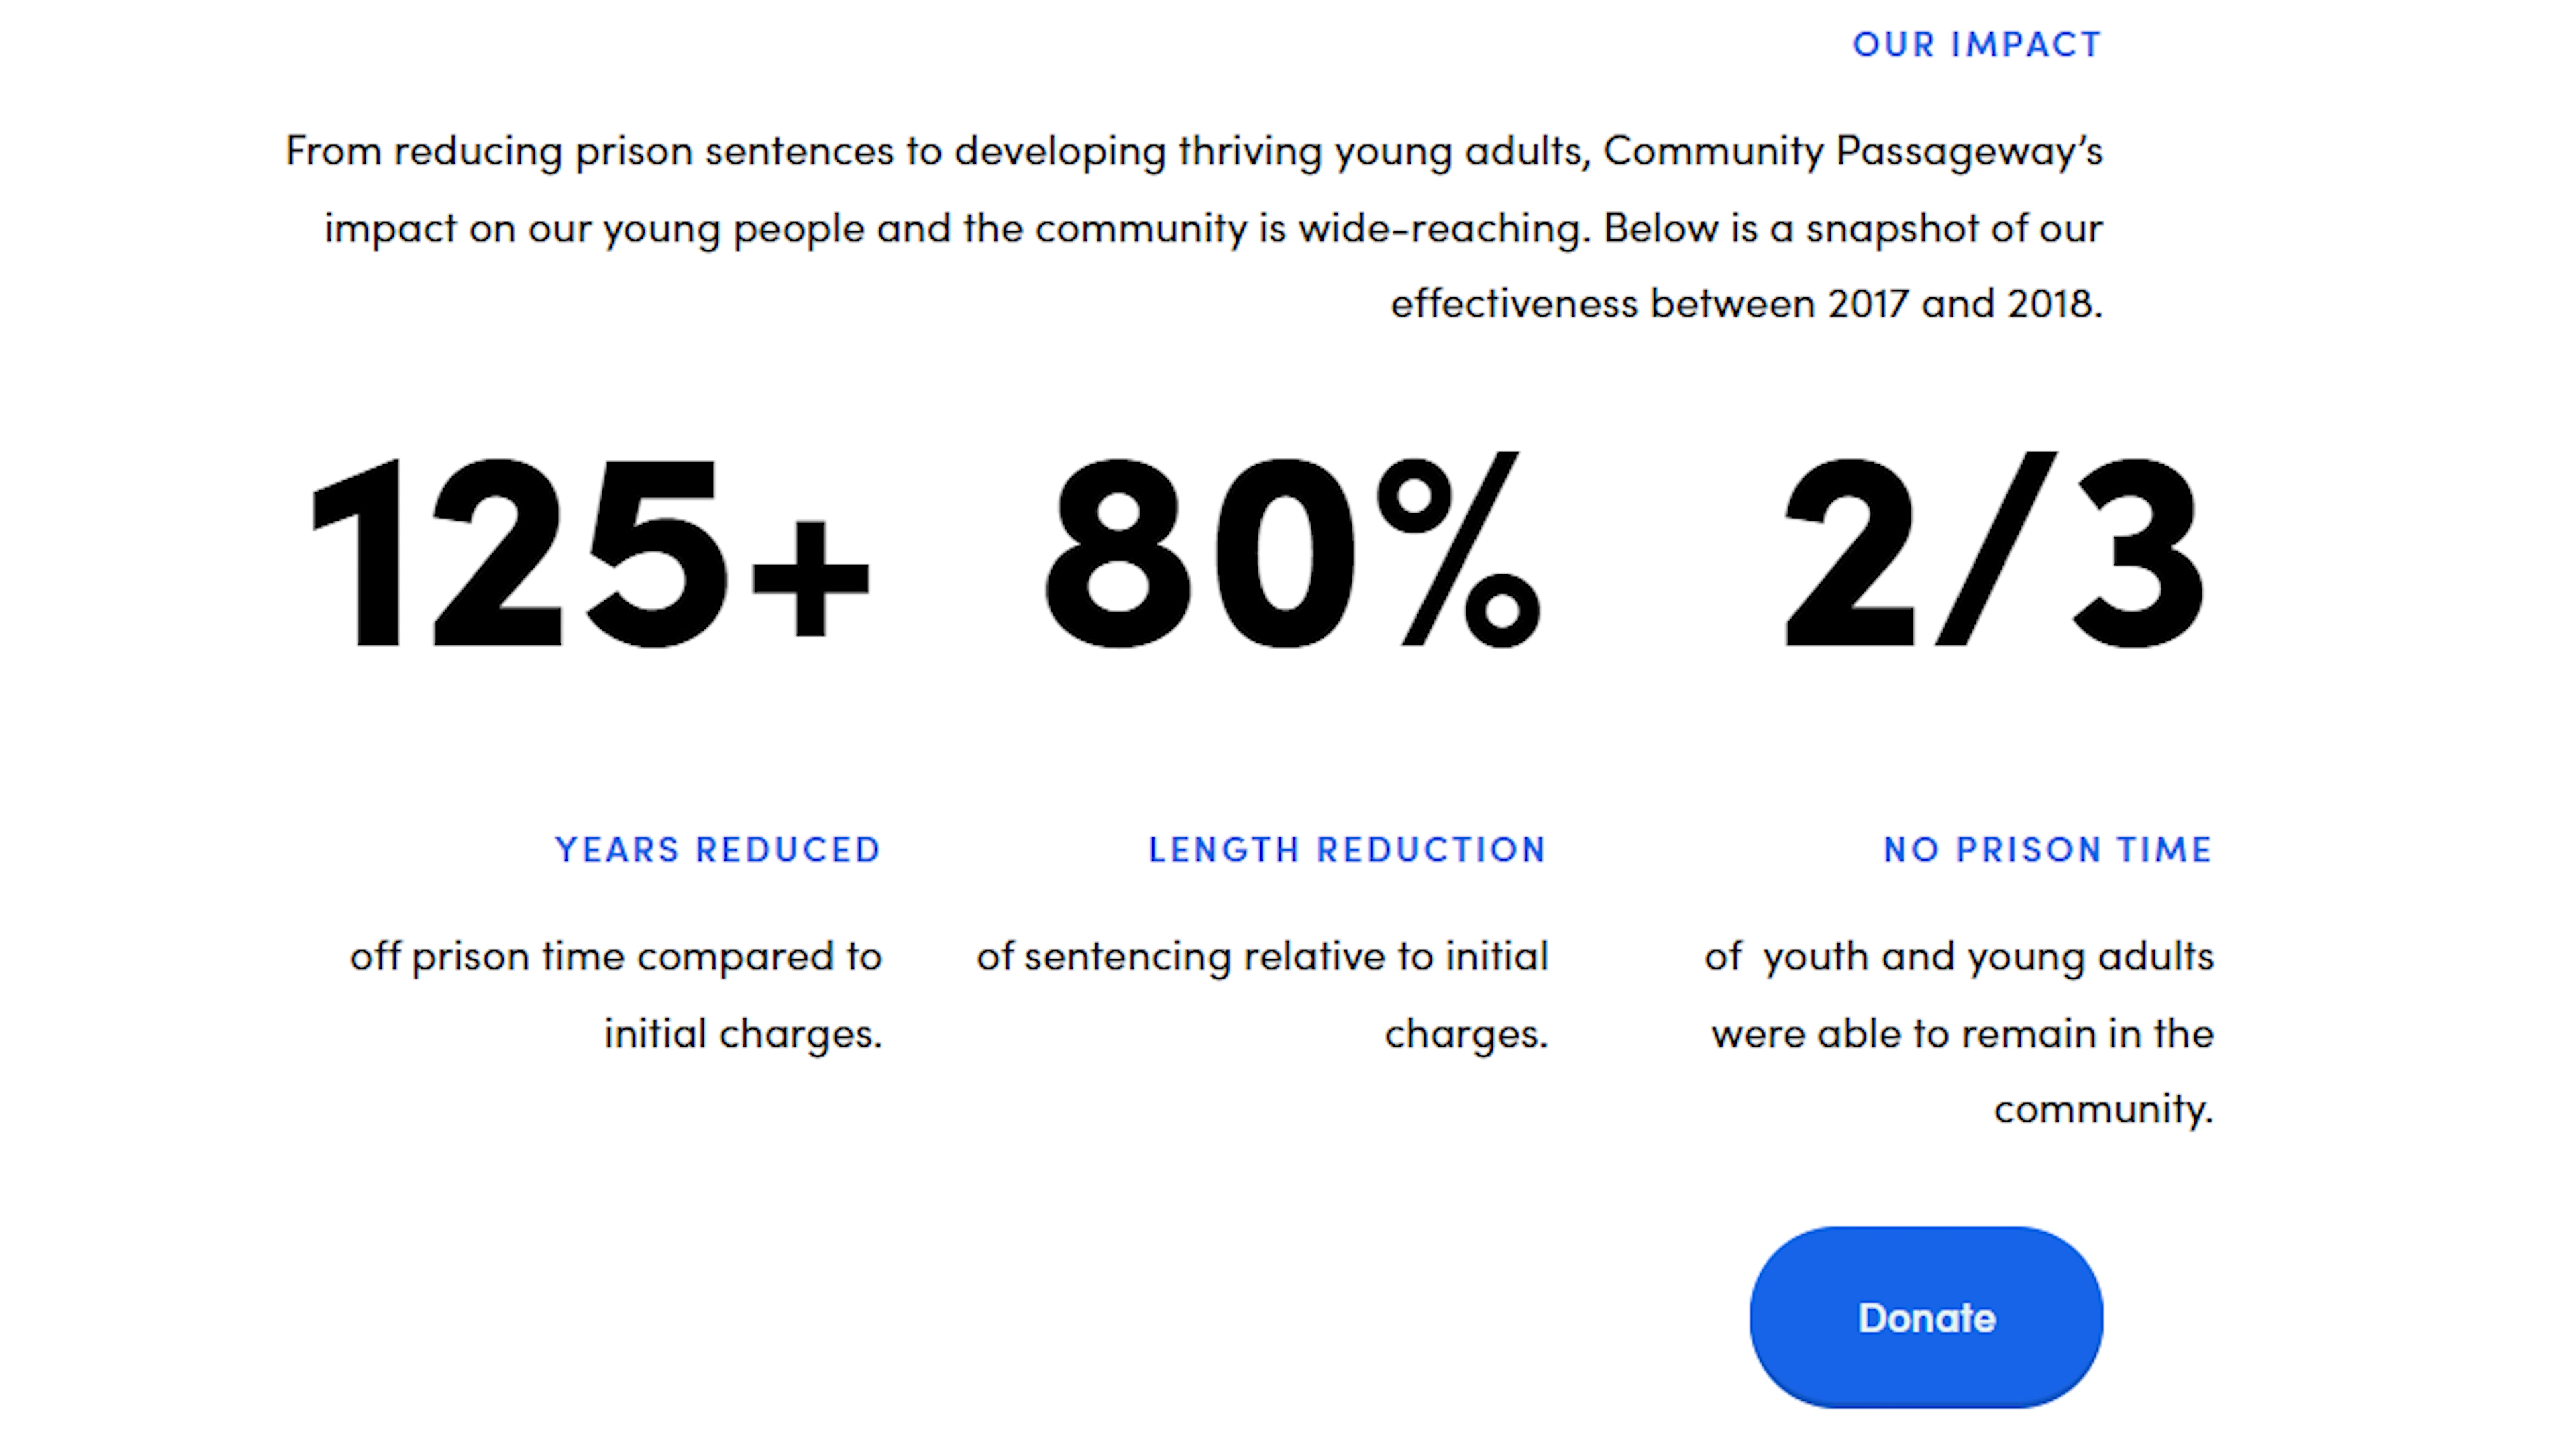 OUR IMPACT
From reducing prison sentences to developing thriving young adults, Community Passageway’s
impact on our young people and the community is wide-reaching. Below is a snapshot of our
effectiveness between 2017 and 2018.
125+
YEARS REDUCED
off prison time compared to
initial charges.
80%
LENGTH REDUCTION
of sentencing relative to initial
charges.
2/3
NO PRISON TIME
of  youth and young adults
were able to remain in the
community.
Donate